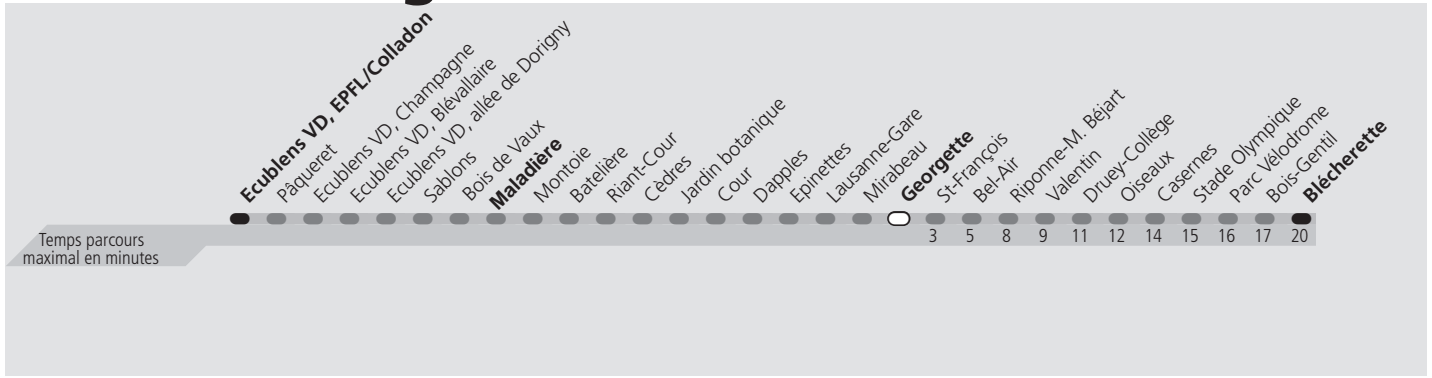 Ecublens VD, EPFL/Colladon
Pâqueret
Ecublens VD, Champagne
Ecublens VD, Blévallaire
Ecublens VD, allée de Dorigny
Sablons
Bois de Vaux
Maladière
Montoie
Batelière
Riant-Cour
Cèdres
Jardin botanique
Cour
Dapples
Epinettes
Lausanne-Gare
Mirabeau
Georgette
St-François
Bel-Air
Riponne-M. Béjart
Valentin
Druey-Collège
Oiseaux
Casernes
Stade Olympique
Parc Vélodrome
Bois-Gentil
Blécherette
Temps parcours
maximal en minutes
3 5 8 9 11 12 14 15 16 17 20